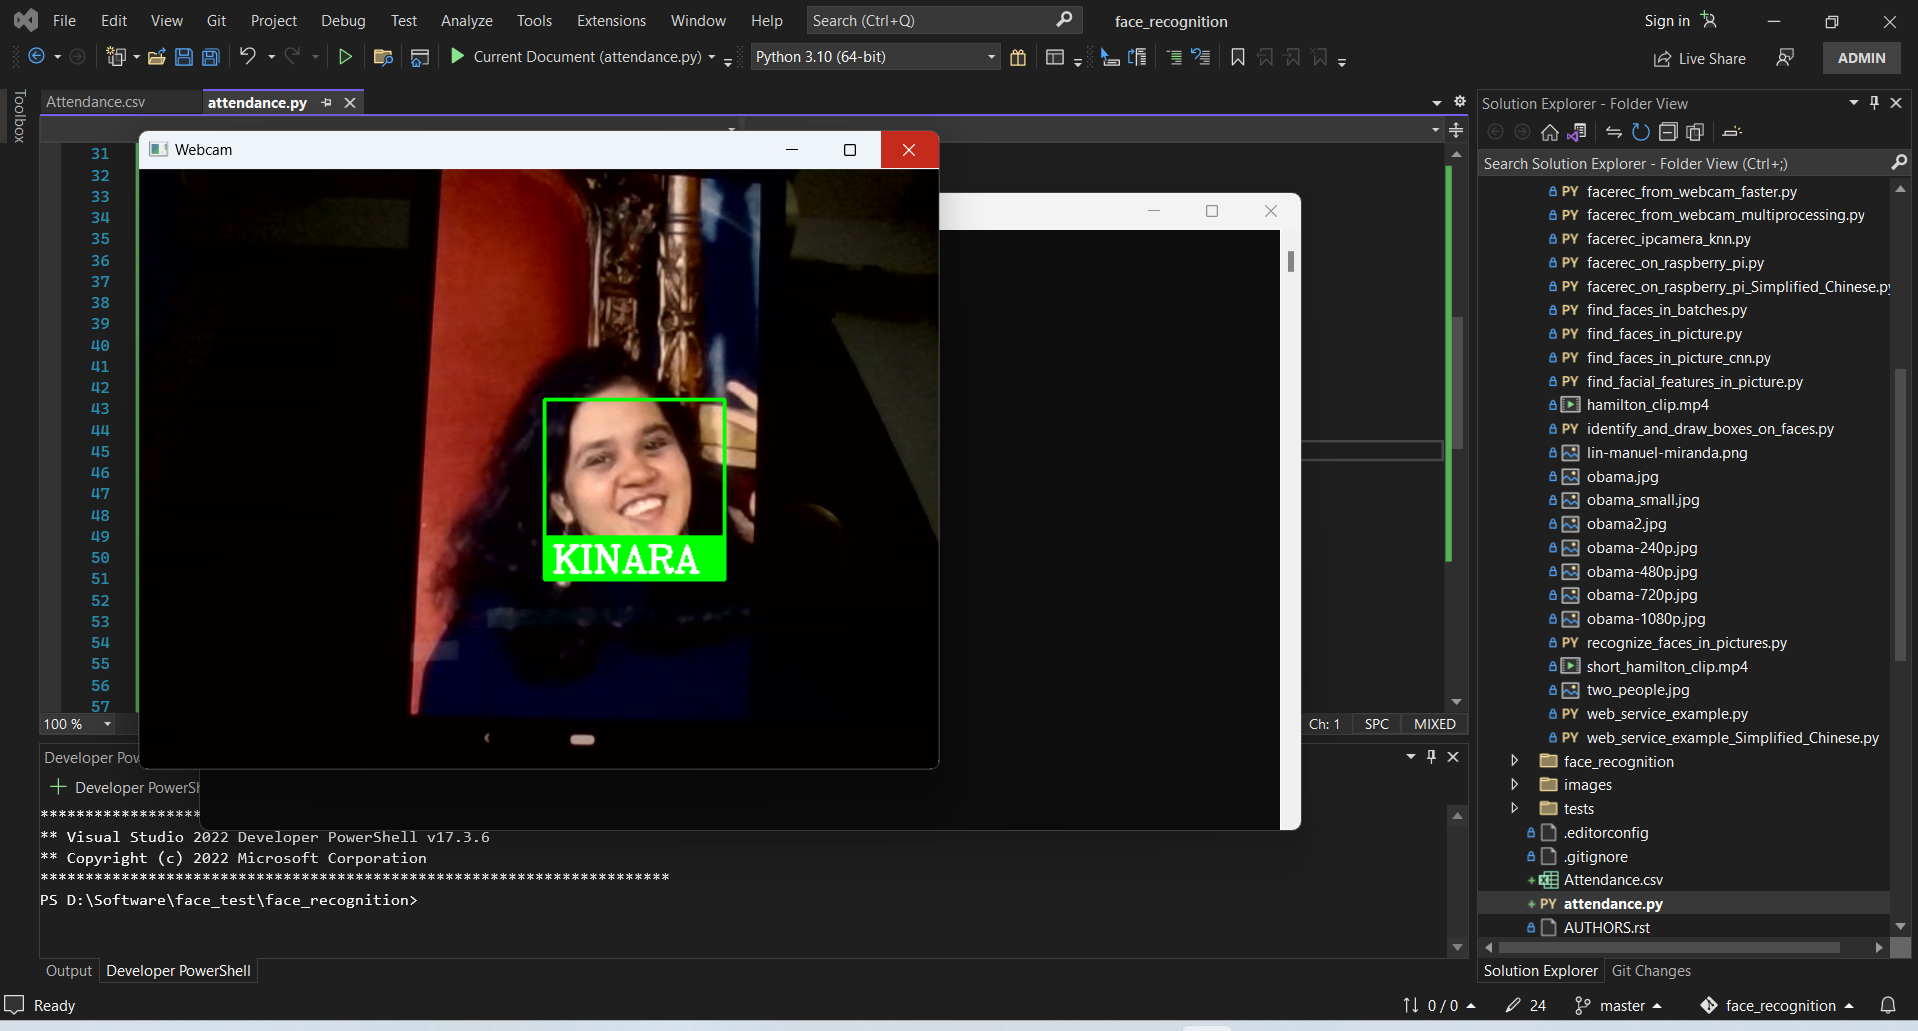 File Edit View Git Project Debug Test Analyze Tools Extensions Window Help Search (Ctrl+Q) face_recognition Sign in
Current Document (attendance.py) Python 3.10 (64-bit) Live Share ADMIN
Toolbox
Attendance.csv attendance.py
Webcam
31
32
33
34
35
36
37
38
39
40
41
42
43
44
45
46
47
48
49
50
51
52
53
54
55
56
57
KINARA
100 % Ch: 1 SPC MIXED
Developer Pow
Developer PowerSh
**********************
** Visual Studio 2022 Developer PowerShell v17.3.6
** Copyright (c) 2022 Microsoft Corporation
**********************************************************************
PS D:\Software\face_test\face_recognition>
Output Developer PowerShell
Solution Explorer - Folder View
Search Solution Explorer - Folder View (Ctrl+;)
PY facerec_from_webcam_faster.py
PY facerec_from_webcam_multiprocessing.py
PY facerec_ipcamera_knn.py
PY facerec_on_raspberry_pi.py
PY facerec_on_raspberry_pi_Simplified_Chinese.py
PY find_faces_in_batches.py
PY find_faces_in_picture.py
PY find_faces_in_picture_cnn.py
PY find_facial_features_in_picture.py
hamilton_clip.mp4
PY identify_and_draw_boxes_on_faces.py
lin-manuel-miranda.png
obama.jpg
obama_small.jpg
obama2.jpg
obama-240p.jpg
obama-480p.jpg
obama-720p.jpg
obama-1080p.jpg
PY recognize_faces_in_pictures.py
short_hamilton_clip.mp4
two_people.jpg
PY web_service_example.py
PY web_service_example_Simplified_Chinese.py
face_recognition
images
tests
.editorconfig
.gitignore
Attendance.csv
PY attendance.py
AUTHORS.rst
Solution Explorer Git Changes
Ready 0 / 0 24 master face_recognition